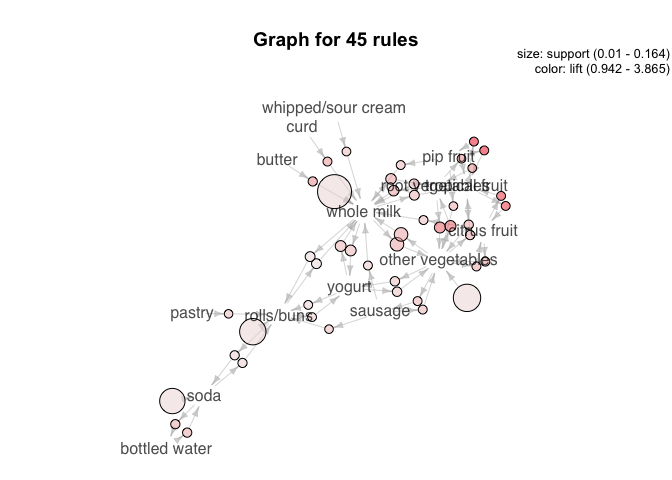 Graph for 45 rules
size: support (0.01 - 0.164)
color: lift (0.942 - 3.865)
whipped/sour cream
curd
butter
pip fruit
root vegetables
tropical fruit
whole milk
citrus fruit
other vegetables
yogurt
pastry
rolls/buns
sausage
soda
bottled water